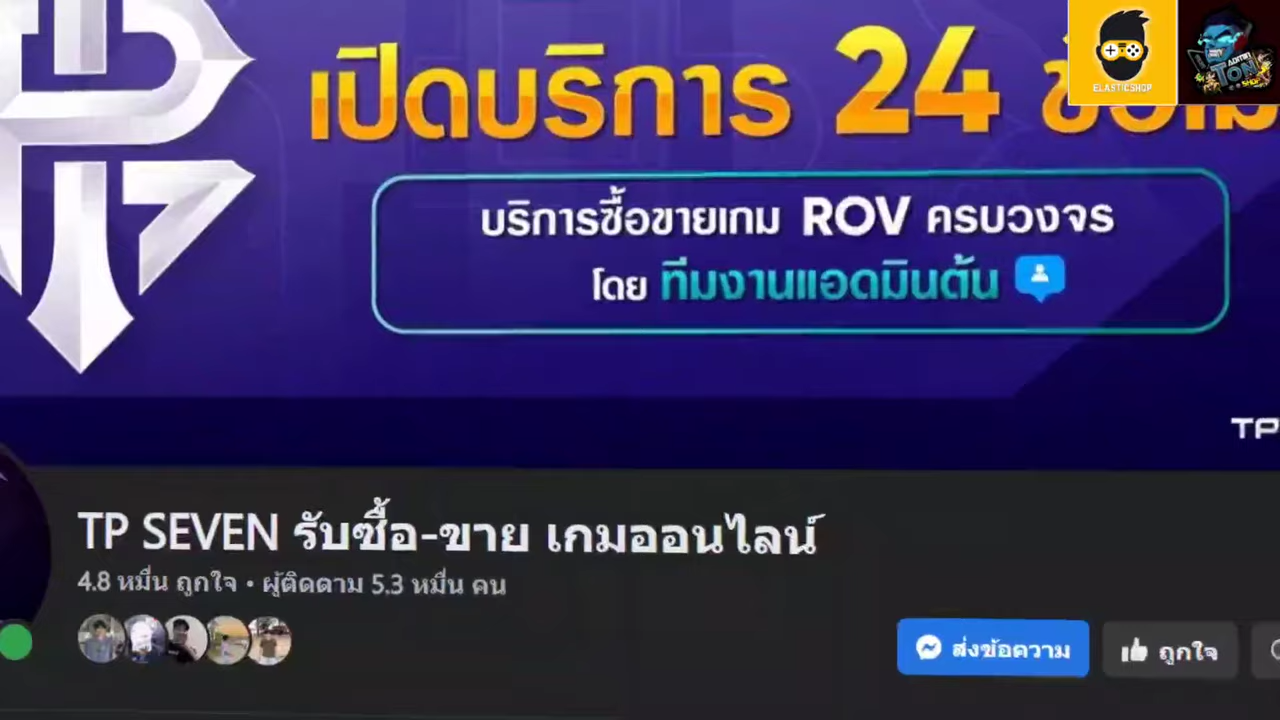 เปิดบริการ 24
ELASTICSHOP
ADMIN
TON
SHOP
บริการซื้อขายเกม ROV ครบวงจร
โดย ทีมงานแอดมินต้น
TP
TP SEVEN รับซื้อ-ขาย เกมออนไลน์
4.8 หมื่น ถูกใจ • ผู้ติดตาม 5.3 หมื่น คน
ส่งข้อความ
ถูกใจ